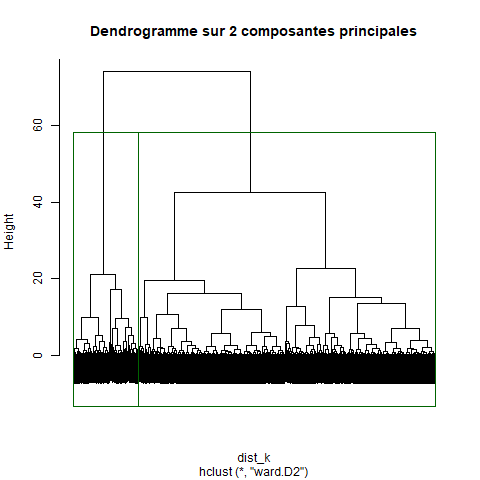 Dendrogramme sur 2 composantes principales
Height
60
40
20
0
dist_k
hclust (*, "ward.D2")